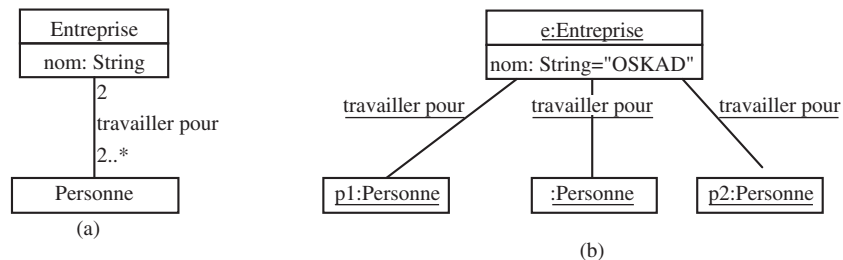 Entreprise
nom: String
2
travailler pour
2..*
Personne
(a)
e:Entreprise
nom: String="OSKAD"
travailler pour
travailler pour
travailler pour
p1:Personne
:Personne
p2:Personne
(b)